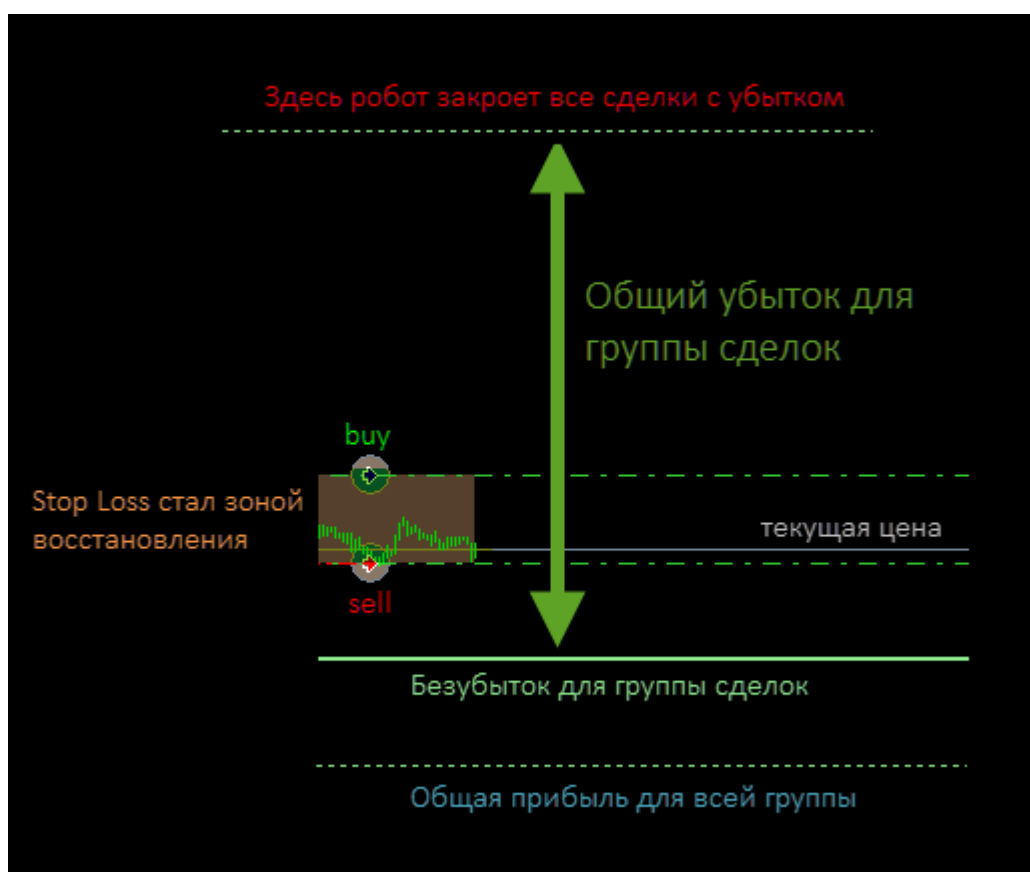 Здесь робот закроет все сделки с убытком
Общий убыток для
группы сделок
buy
Stop Loss стал зоной
восстановления
текущая цена
sell
Безубыток для группы сделок
Общая прибыль для всей группы